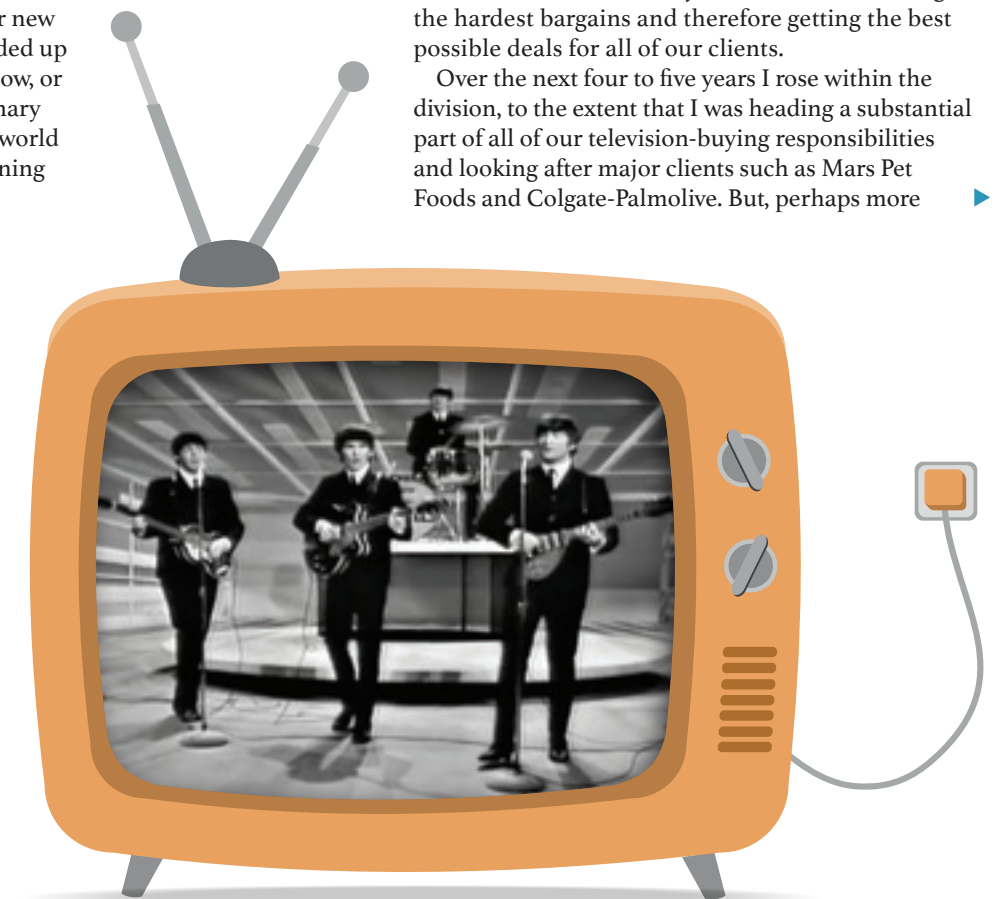 r new
ded up
ow, or
nary
world
ning
the hardest bargains and therefore getting the best
possible deals for all of our clients.
Over the next four to five years I rose within the
division, to the extent that I was heading a substantial
part of all of our television-buying responsibilities
and looking after major clients such as Mars Pet
Foods and Colgate-Palmolive. But, perhaps more